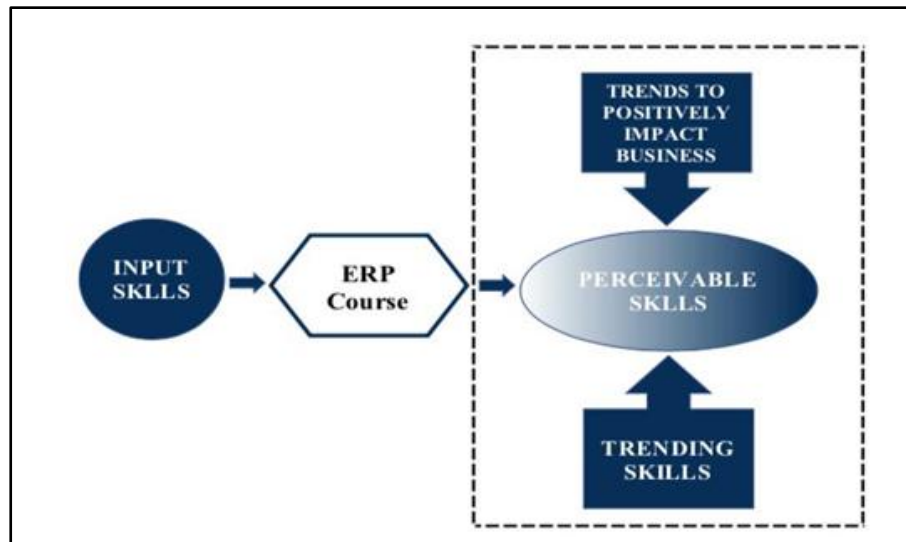 TRENDS TO
POSITIVELY
IMPACT
BUSINESS
INPUT
SKLLS
ERP
Course
PERCEIVABLE
SKLLS
TRENDING
SKILLS